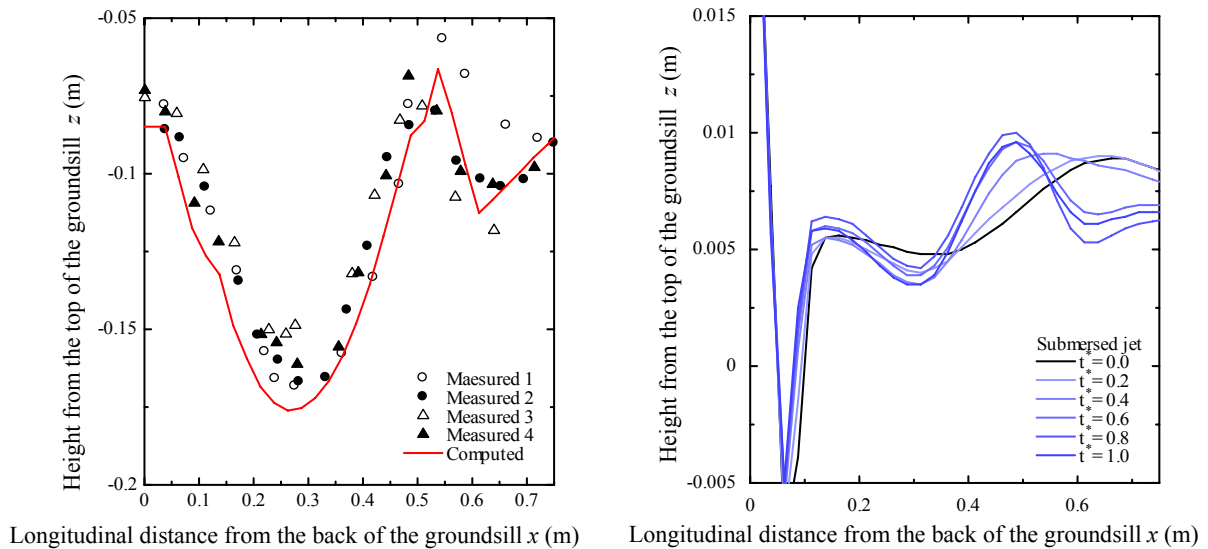 -0.05
-0.1
-0.15
-0.2
Height from the top of the groundsill z (m)
Maesured 1
Measured 2
Measured 3
Measured 4
Computed
0 0.1 0.2 0.3 0.4 0.5 0.6 0.7
Longitudinal distance from the back of the groundsill x (m)
0.015
0.01
0.005
0
-0.005
Height from the top of the groundsill z (m)
Submersed jet
t*= 0.0
t*= 0.2
t*= 0.4
t*= 0.6
t*= 0.8
t*= 1.0
0 0.2 0.4 0.6
Longitudinal distance from the back of the groundsill x (m)